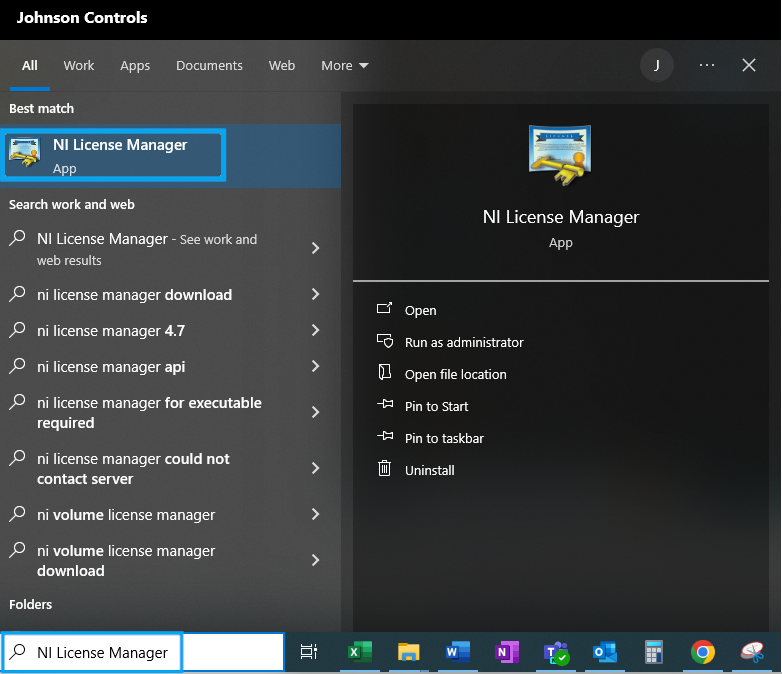 Johnson Controls
All Work Apps Documents Web More
J
Best match
NI License Manager
App
Search work and web
NI License Manager - See work and
web results
ni license manager download
ni license manager 4.7
ni license manager api
ni license manager for executable
required
ni license manager could not
contact server
ni volume license manager
ni volume license manager
download
Folders
LICENSE
NI License Manager
App
Open
Run as administrator
Open file location
Pin to Start
Pin to taskbar
Uninstall
NI License Manager